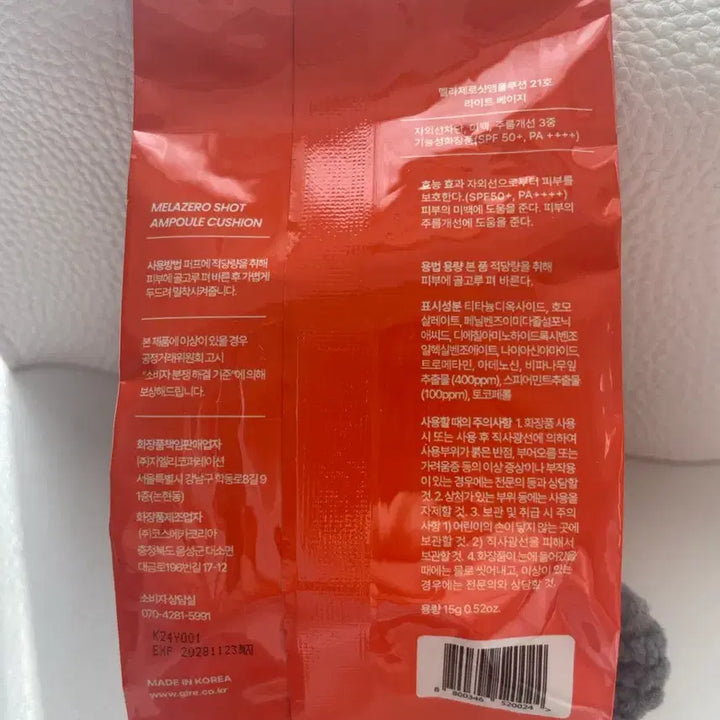 MELAZERO SHOT
AMPOULE CUSHION
사용방법 퍼프에 적당량을 취해
피부에 골고루 펴 바른 후 가볍게
두드려 밀착시켜줍니다.
본 제품에 이상이 있을 경우
공정거래위원회 고시
"소비자 분쟁 해결 기준"에 의해
보상해드립니다.
화장품책임판매업자
(주)지엘리코퍼레이션
서울특별시 강남구 학동로8길 9
1층(논현동)
화장품제조업자
(주)코스메카코리아
충청북도 음성군 대소면
대금로196번길 17-12
소비자 상담실
070-4281-5991
K24Y001
EXP 20281123까지
MADE IN KOREA
www.glre.co.kr
멜라제로샷앰플쿠션 21호
라이트 베이지
자외선차단, 미백, 주름개선 3중
기능성화장품(SPF 50+, PA ++++)
효능 효과 자외선으로부터 피부를
보호한다.(SPF50+, PA++++)
피부의 미백에 도움을 준다. 피부의
주름개선에 도움을 준다.
용법 용량 본 품 적당량을 취해
피부에 골고루 펴 바른다.
표시성분 티타늄디옥사이드, 호모
살레이트, 페닐벤즈이미다졸설포닉
애씨드, 디에칠아미노하이드록시벤조
일헥실벤조에이트, 나이아신아마이드,
트로메타민, 아데노신, 비파나무잎
추출물 (400ppm), 스피어민트추출물
(100ppm), 토코페롤
사용할 때의 주의사항 1. 화장품 사용
시 또는 사용 후 직사광선에 의하여
사용부위가 붉은 반점, 부어오름 또는
가려움증 등의 이상 증상이나 부작용
이 있는 경우에는 전문의 등과 상담할
것. 2. 상처가 있는 부위 등에는 사용을
자제할 것. 3. 보관 및 취급 시 주의
사항 1) 어린이의 손이 닿지 않는 곳에
보관할 것. 2) 직사광선을 피해서
보관할 것. 4. 화장품이 눈에 들어갔을
때에는 물로 씻어내고, 이상이 있는
경우에는 전문의와 상담할 것.
용량 15g 0.52oz.
8 800346 520024 >